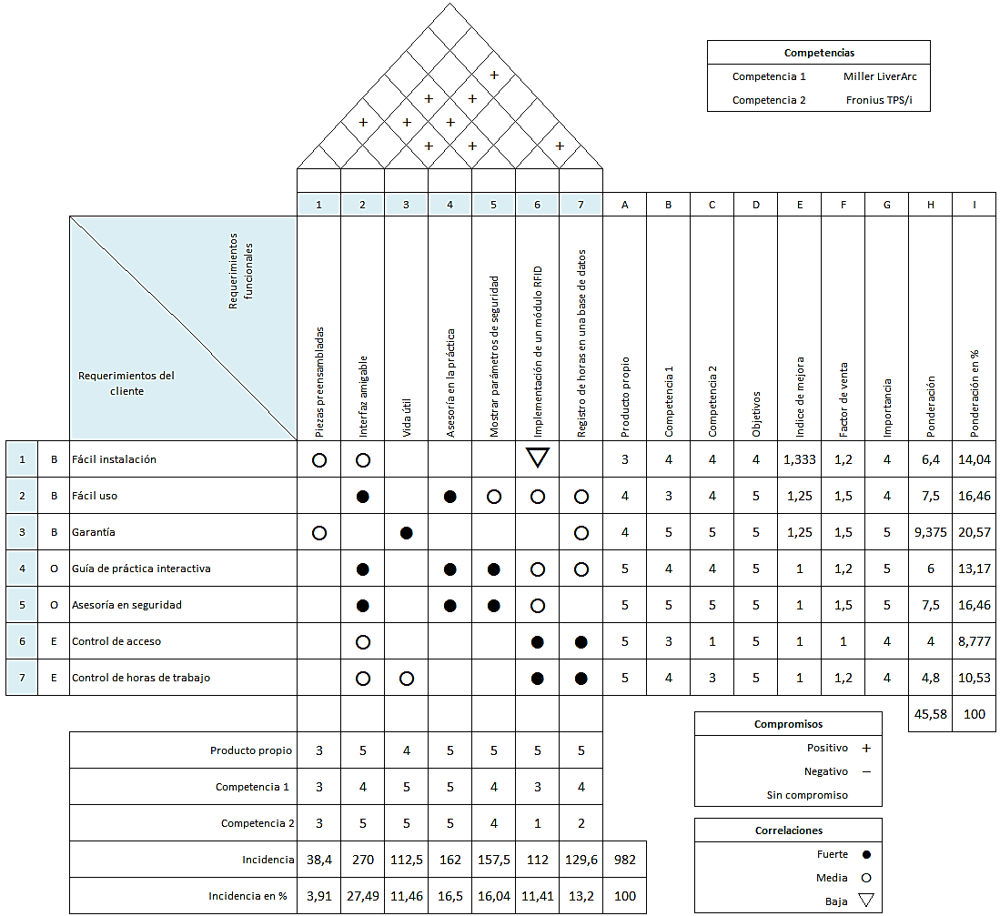 Competencias
Competencia 1 Miller LiverArc
Competencia 2 Fronius TPS/i
+
+ +
+ + +
+ + +
1 2 3 4 5 6 7 A B C D E F G H I
Requerimientos
funcionales
Requerimientos del
cliente
Piezas preensambladas
Interfaz amigable
Vida útil
Asesoría en la práctica
Mostrar parámetros de seguridad
Implementación de un módulo RFID
Registro de horas en una base de datos
Producto propio
Competencia 1
Competencia 2
Objetivos
Indice de mejora
Factor de venta
Importancia
Ponderación
Ponderación en %
1 B Fácil instalación ○ ○ ▽ 3 4 4 4 1,333 1,2 4 6,4 14,04
2 B Fácil uso ● ● ○ ○ ○ 4 3 4 5 1,25 1,5 4 7,5 16,46
3 B Garantía ○ ● ○ 4 5 5 5 1,25 1,5 5 9,375 20,57
4 O Guía de práctica interactiva ● ● ● ○ ○ 5 4 4 5 1 1,2 5 6 13,17
5 O Asesoría en seguridad ● ● ● ○ 5 5 5 5 1 1,5 5 7,5 16,46
6 E Control de acceso ○ ● ● 5 3 1 5 1 1 4 4 8,777
7 E Control de horas de trabajo ○ ○ ● ● 5 4 3 5 1 1,2 4 4,8 10,53
45,58 100
Producto propio 3 5 4 5 5 5 5
Competencia 1 3 4 5 5 4 3 4
Competencia 2 3 5 5 5 4 1 2
Incidencia 38,4 270 112,5 162 157,5 112 129,6 982
Incidencia en % 3,91 27,49 11,46 16,5 16,04 11,41 13,2 100
Compromisos
Positivo +
Negativo −
Sin compromiso
Correlaciones
Fuerte ●
Media ○
Baja ▽